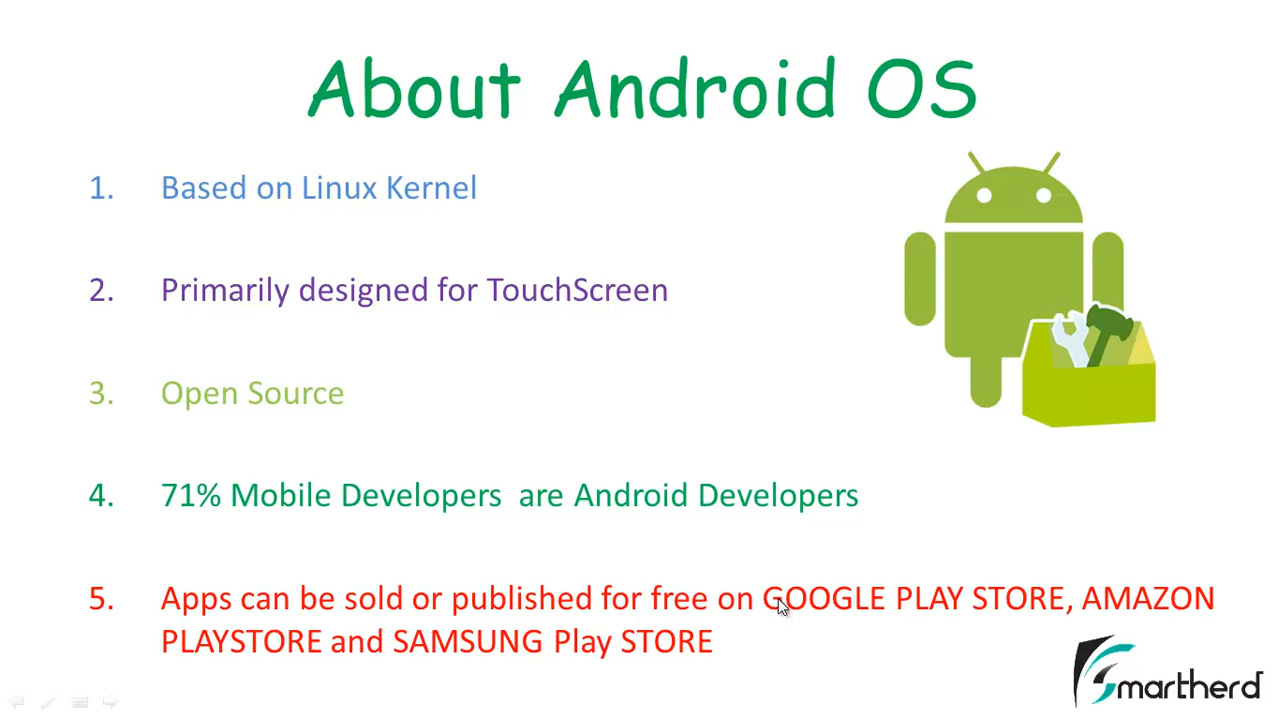 About Android OS
1. Based on Linux Kernel
2. Primarily designed for TouchScreen
3. Open Source
4. 71% Mobile Developers are Android Developers
5. Apps can be sold or published for free on GOOGLE PLAY STORE, AMAZON
PLAYSTORE and SAMSUNG Play STORE
Smartherd